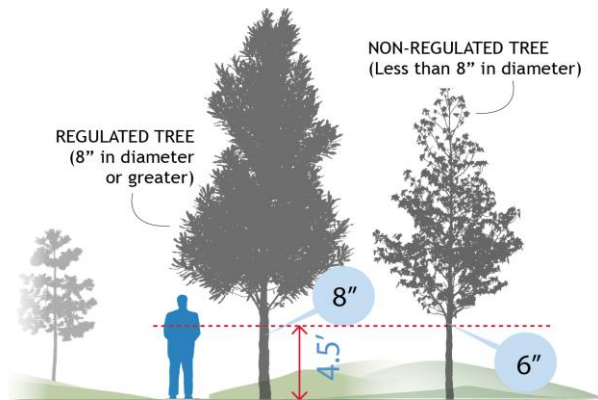 NON-REGULATED TREE
(Less than 8” in diameter)
REGULATED TREE
(8” in diameter
or greater)
8”
4.5’
6”